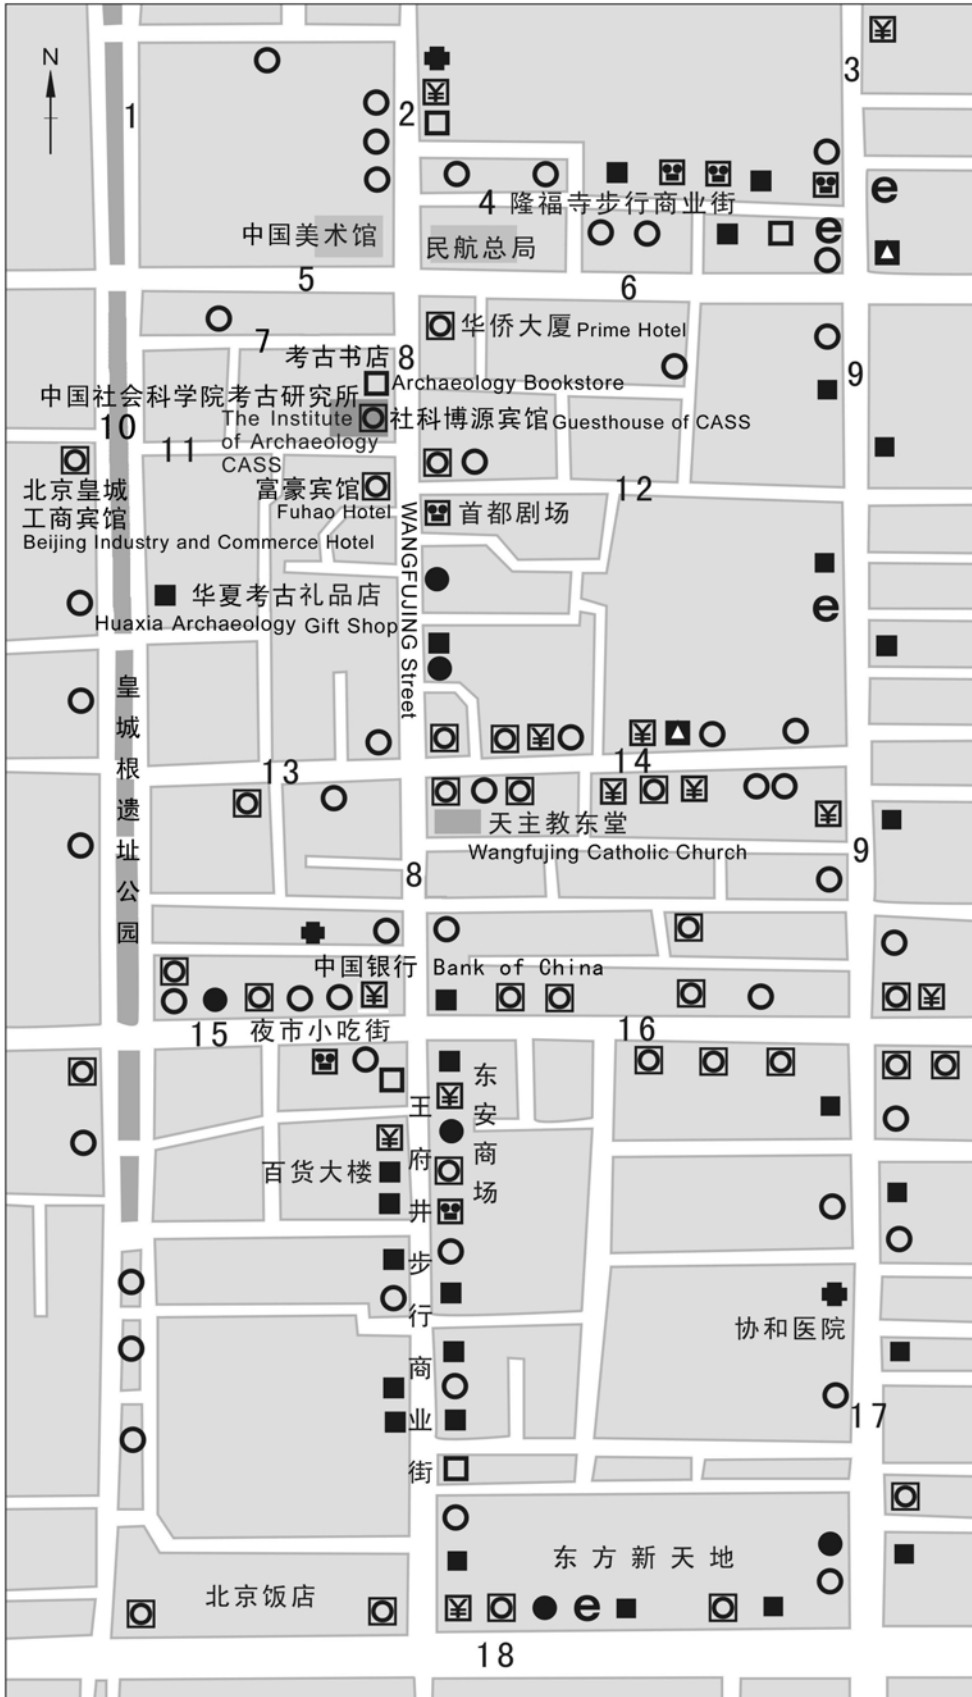 N
1
2
3
4 隆福寺步行商业街
中国美术馆
民航总局
5
6
7
华侨大厦 Prime Hotel
考古书店
8
Archaeology Bookstore
9
中国社会科学院考古研究所
The Institute
of Archaeology
CASS
社科博源宾馆 Guesthouse of CASS
10
11
北京皇城
工商宾馆
Beijing Industry and Commerce Hotel
富豪宾馆
Fuhao Hotel
12
WANGFUJING Street
首都剧场
华夏考古礼品店
Huaxia Archaeology Gift Shop
皇城根遗址公园
13
14
天主教东堂
Wangfujing Catholic Church
8
9
中国银行 Bank of China
15 夜市小吃街
16
东安商场
王府井步行商业街
百货大楼
协和医院
17
东方新天地
北京饭店
18
¥
¥
¥
¥
¥
¥
¥
¥
¥
¥
¥
¥
e
e
e
e